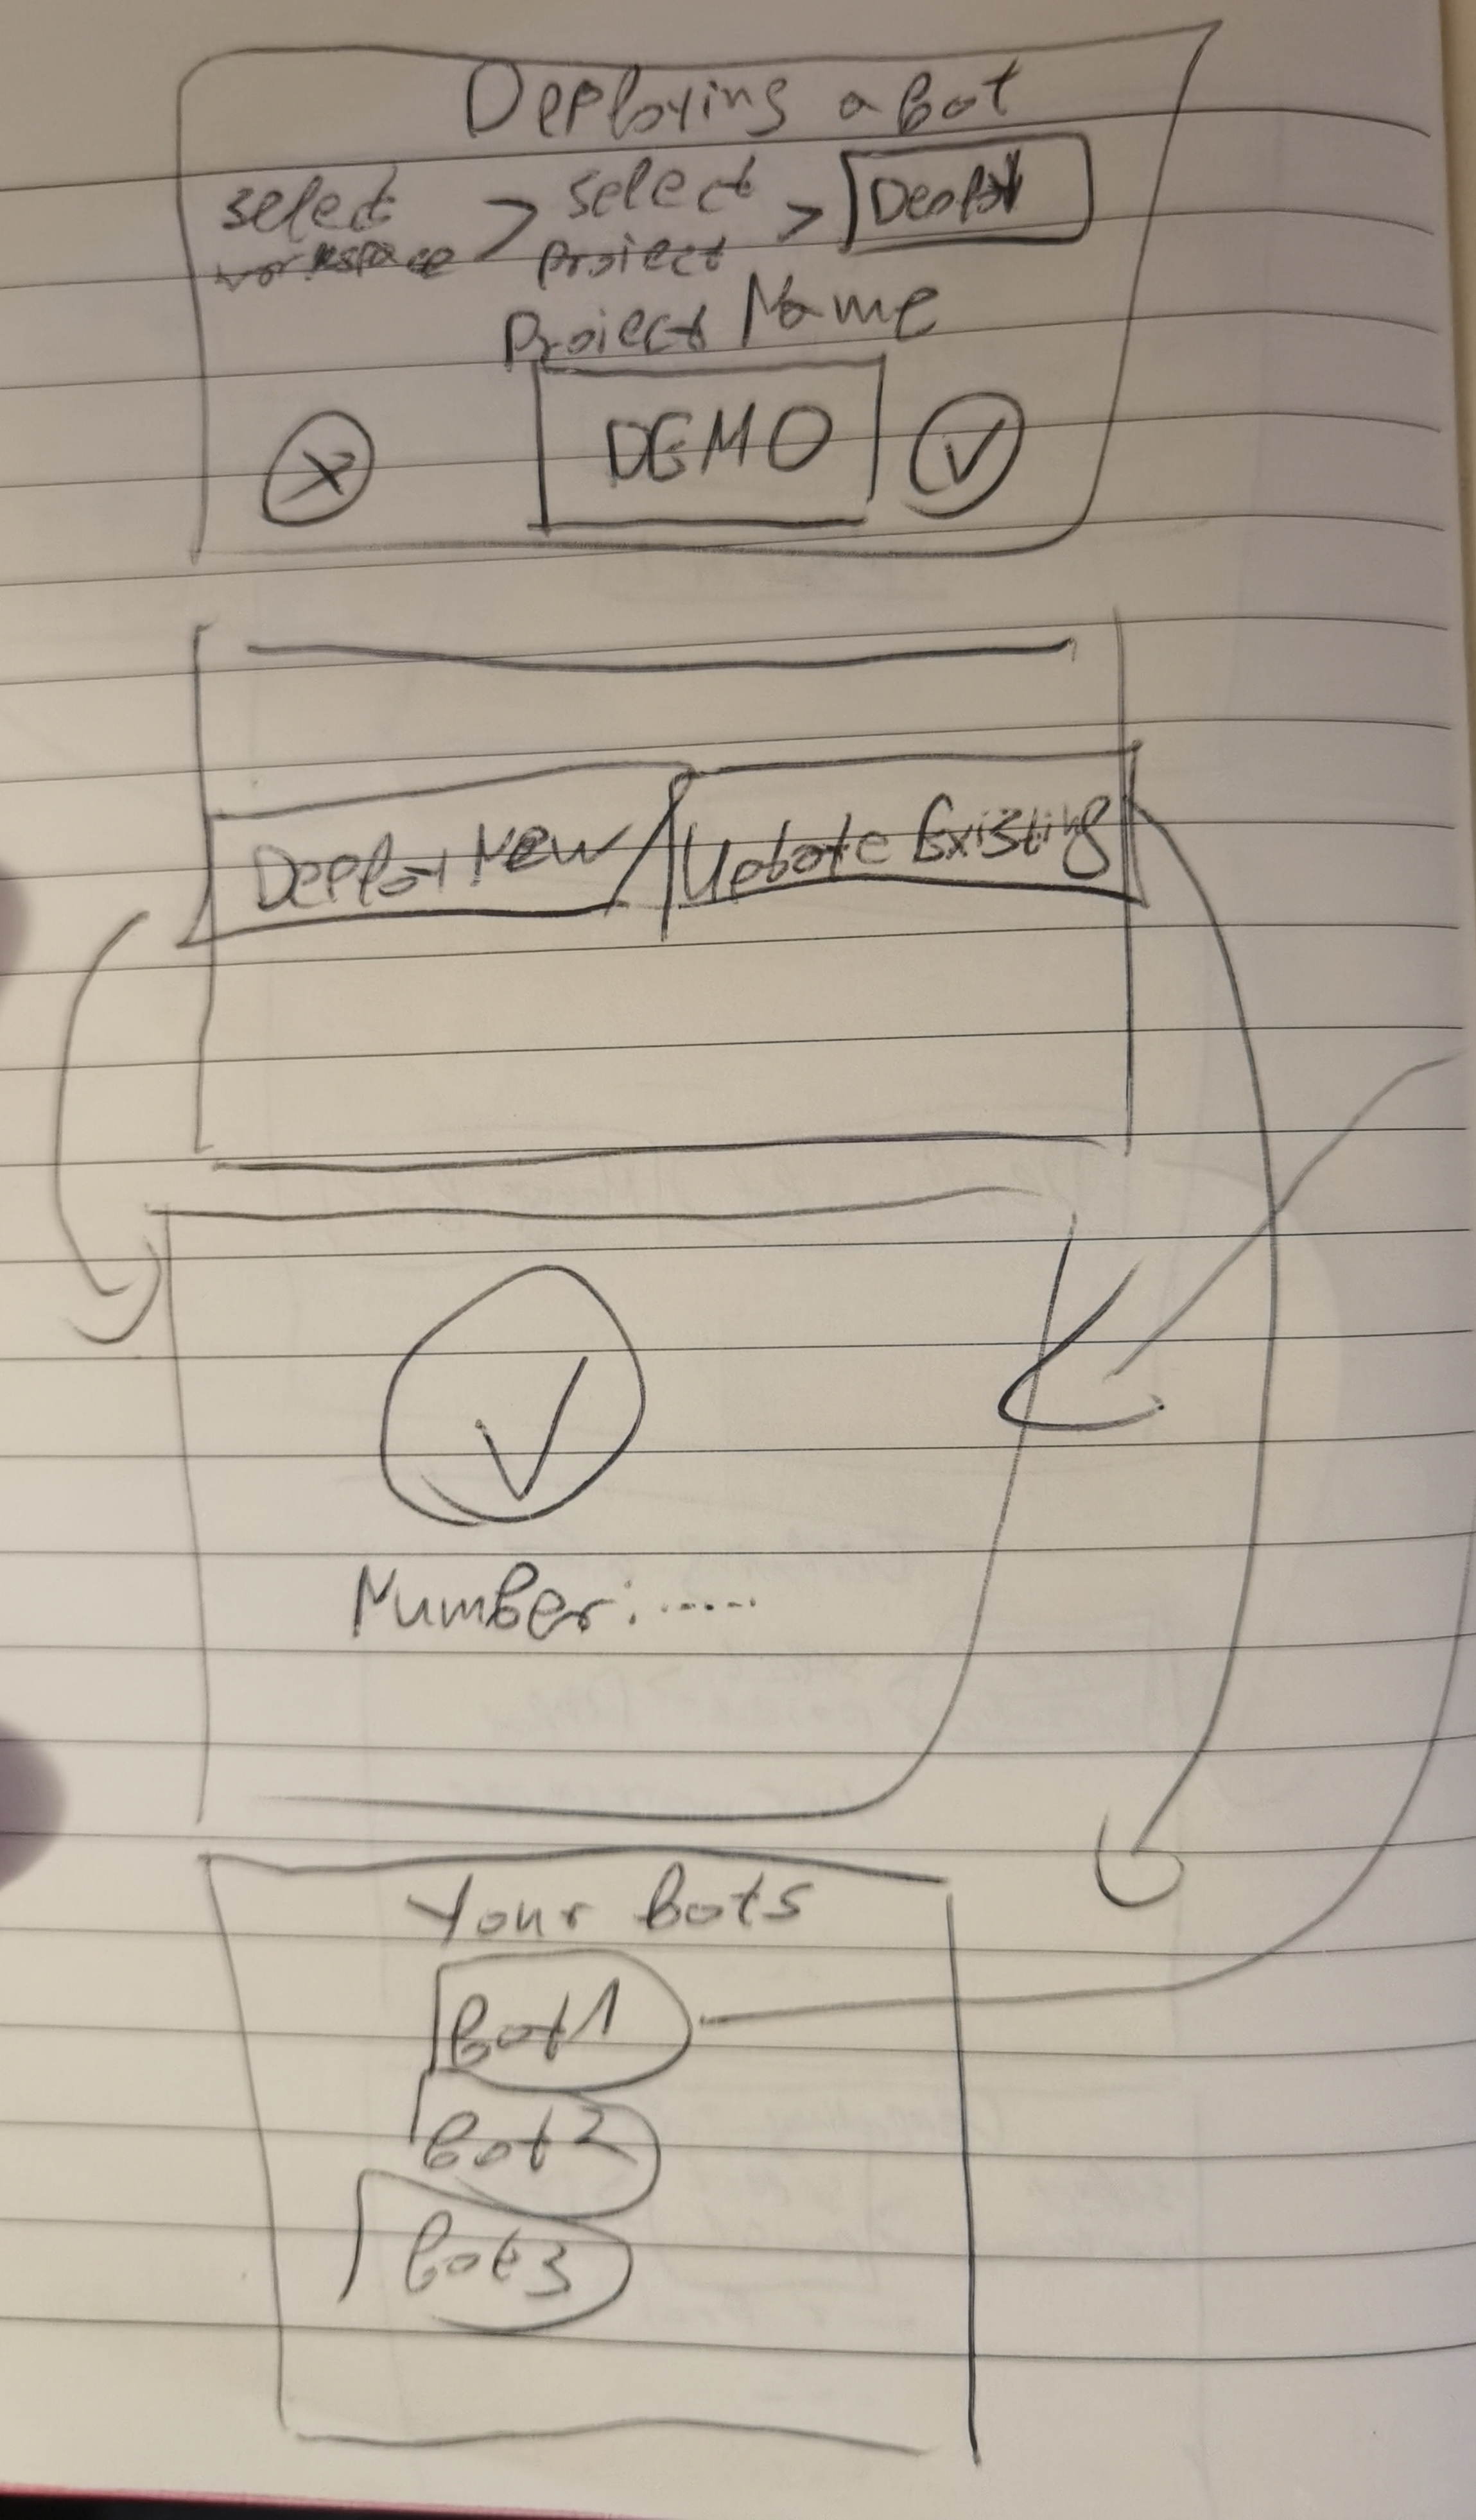 Deploying a bot
select workspace > select project > Deploy
Project Name
DEMO
Deploy New / Update Existing
Number:.....
Your bots
Bot1
bot2
bot3